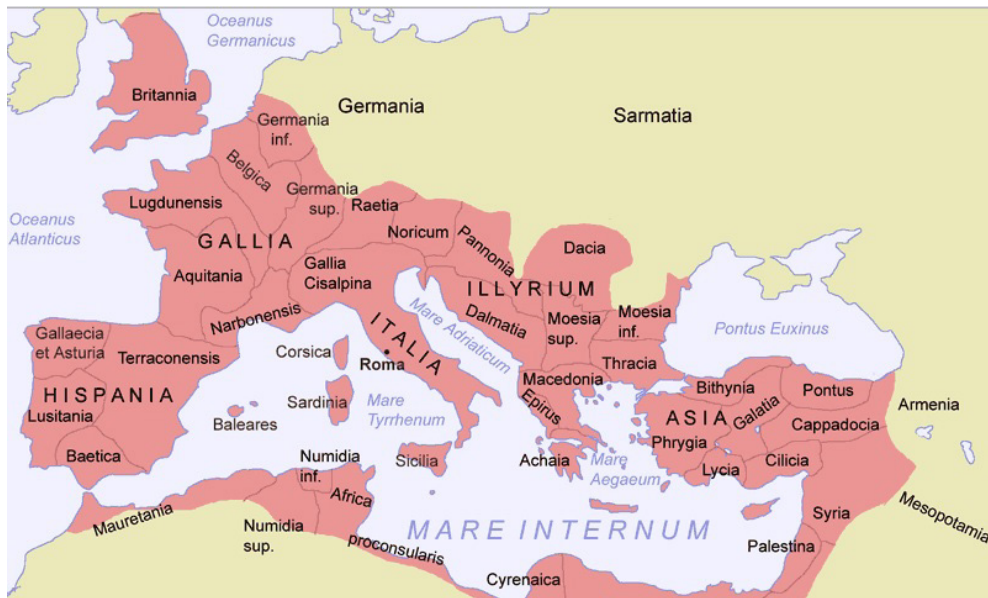 Oceanus
Germanicus
Britannia
Germania
Sarmatia
Germania
inf.
Belgica
Germania
sup.
Lugdunensis
Raetia
Oceanus
Atlanticus
GALLIA
Noricum
Pannonia
Dacia
Aquitania
Gallia
Cisalpina
ILLYRIUM
Narbonensis
Mare Adriaticum
Dalmatia
Moesia
sup.
Moesia
inf.
Pontus Euxinus
Gallaecia
et Asturia
Terraconensis
Corsica
ITALIA
Roma
Thracia
HISPANIA
Sardinia
Mare
Tyrrhenum
Macedonia
Epirus
Bithynia
Pontus
Armenia
Lusitania
Baleares
ASIA
Galatia
Cappadocia
Phrygia
Baetica
Numidia
inf.
Sicilia
Achaia
Mare
Aegaeum
Lycia
Cilicia
Africa
proconsularis
Mauretania
Numidia
sup.
MARE INTERNUM
Syria
Mesopotamia
Palestina
Cyrenaica